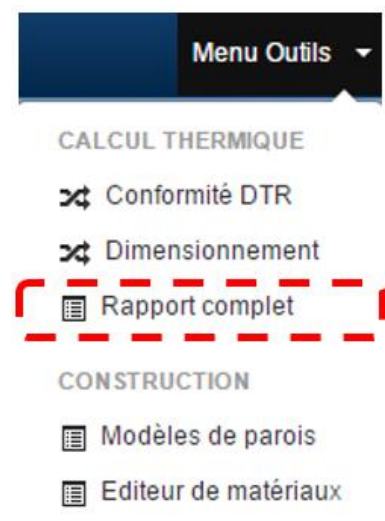 Menu Outils
CALCUL THERMIQUE
Conformité DTR
Dimensionnement
Rapport complet
CONSTRUCTION
Modèles de parois
Editeur de matériaux